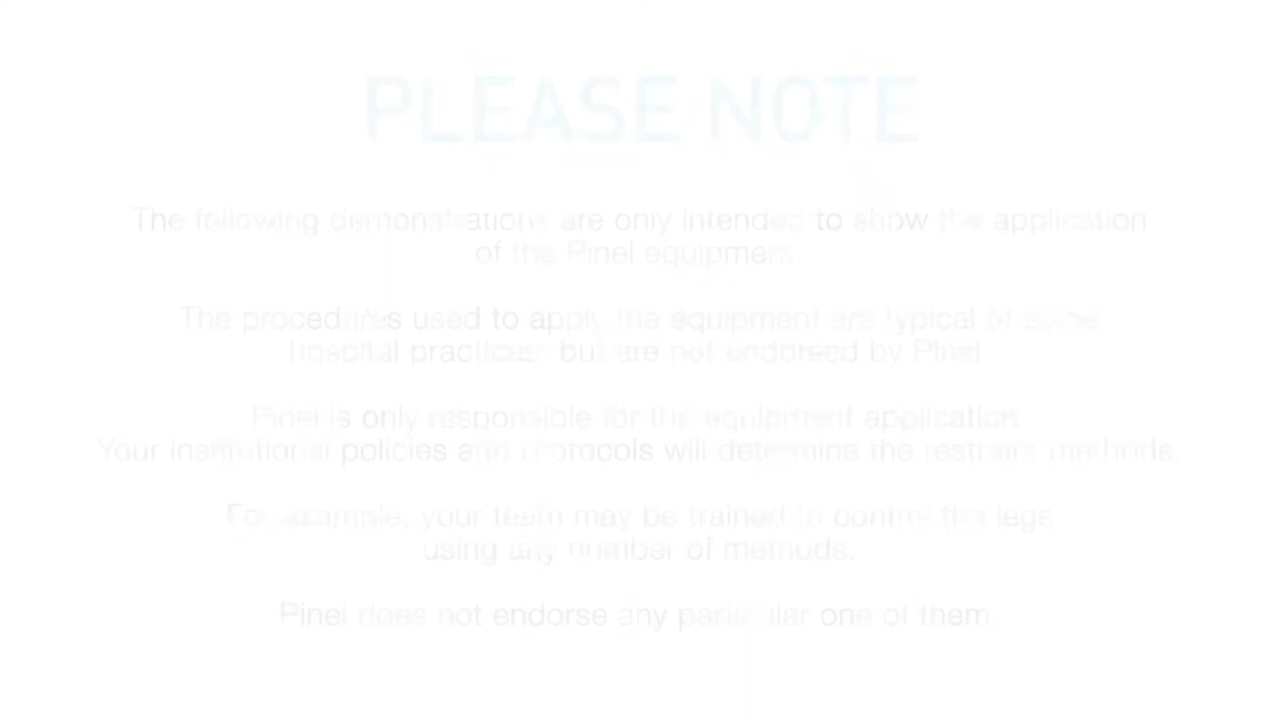 PLEASE NOTE
The following demonstrations are only intended to show the application
of the Pinel equipment.
The procedures used to apply the equipment are typical of some
hospital practices but are not endorsed by Pinel
Pinel is only responsible for the equipment application.
Your institutional policies and protocols will determine the restraint methods.
For example, your team may be trained to control the legs
using any number of methods.
Pinel does not endorse any particular one of them.